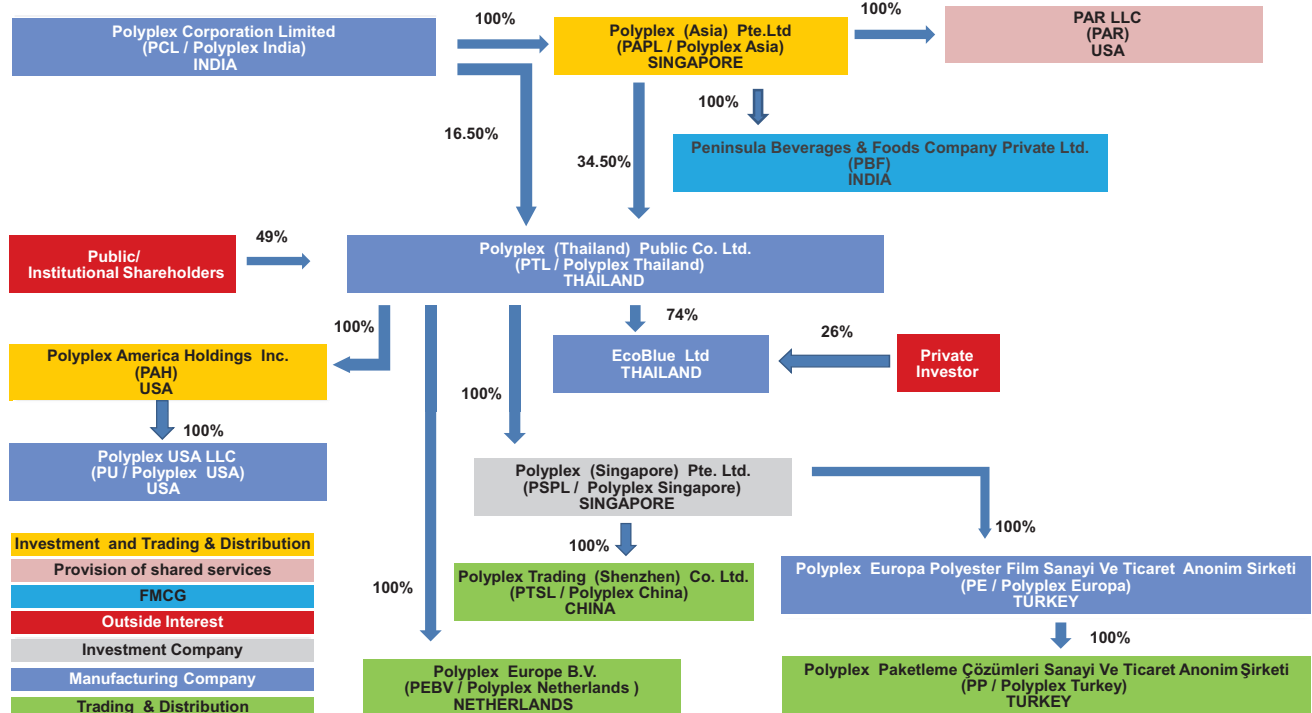 Polyplex Corporation Limited
(PCL / Polyplex India)
INDIA
100%
Polyplex (Asia) Pte.Ltd
(PAPL / Polyplex Asia)
SINGAPORE
100%
PAR LLC
(PAR)
USA
16.50%
34.50%
100%
Peninsula Beverages & Foods Company Private Ltd.
(PBF)
INDIA
Public/
Institutional Shareholders
49%
Polyplex (Thailand) Public Co. Ltd.
(PTL / Polyplex Thailand)
THAILAND
100%
74%
Polyplex America Holdings Inc.
(PAH)
USA
EcoBlue Ltd
THAILAND
26%
Private
Investor
100%
100%
Polyplex USA LLC
(PU / Polyplex USA)
USA
Polyplex (Singapore) Pte. Ltd.
(PSPL / Polyplex Singapore)
SINGAPORE
100%
100%
Investment and Trading & Distribution
Provision of shared services
FMCG
Outside Interest
Investment Company
Manufacturing Company
Trading & Distribution
100%
Polyplex Trading (Shenzhen) Co. Ltd.
(PTSL / Polyplex China)
CHINA
Polyplex Europa Polyester Film Sanayi Ve Ticaret Anonim Sirketi
(PE / Polyplex Europa)
TURKEY
100%
Polyplex Europe B.V.
(PEBV / Polyplex Netherlands )
NETHERLANDS
Polyplex Paketleme Çözümleri Sanayi Ve Ticaret Anonim Şirketi
(PP / Polyplex Turkey)
TURKEY